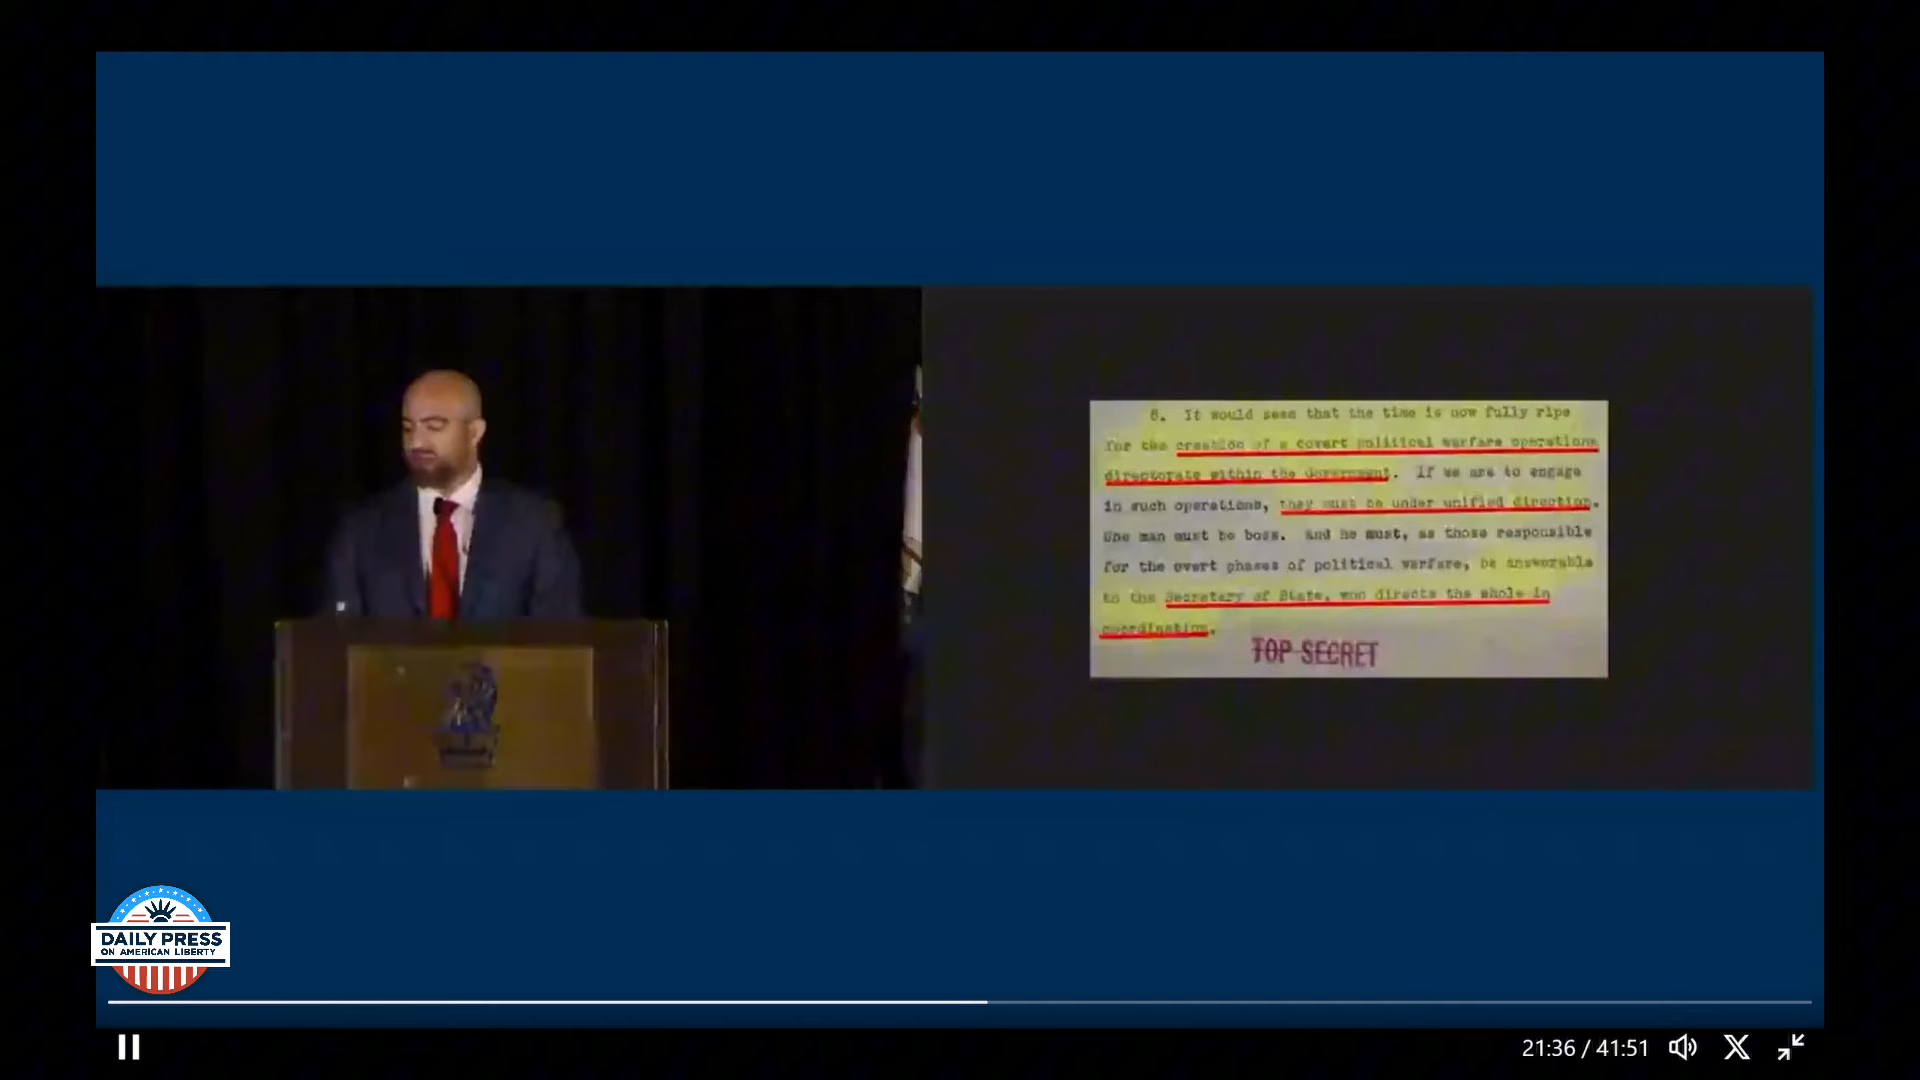 6. It would seem that the time is now fully ripe
for the creation of a covert political warfare operations
directorate within the Government. If we are to engage
in such operations, they must be under unified direction.
One man must be boss. And he must, as those responsible
for the overt phases of political warfare, be answerable
to the Secretary of State, who directs the whole in
coordination.
TOP SECRET
DAILY PRESS
ON AMERICAN LIBERTY
21:36 / 41:51